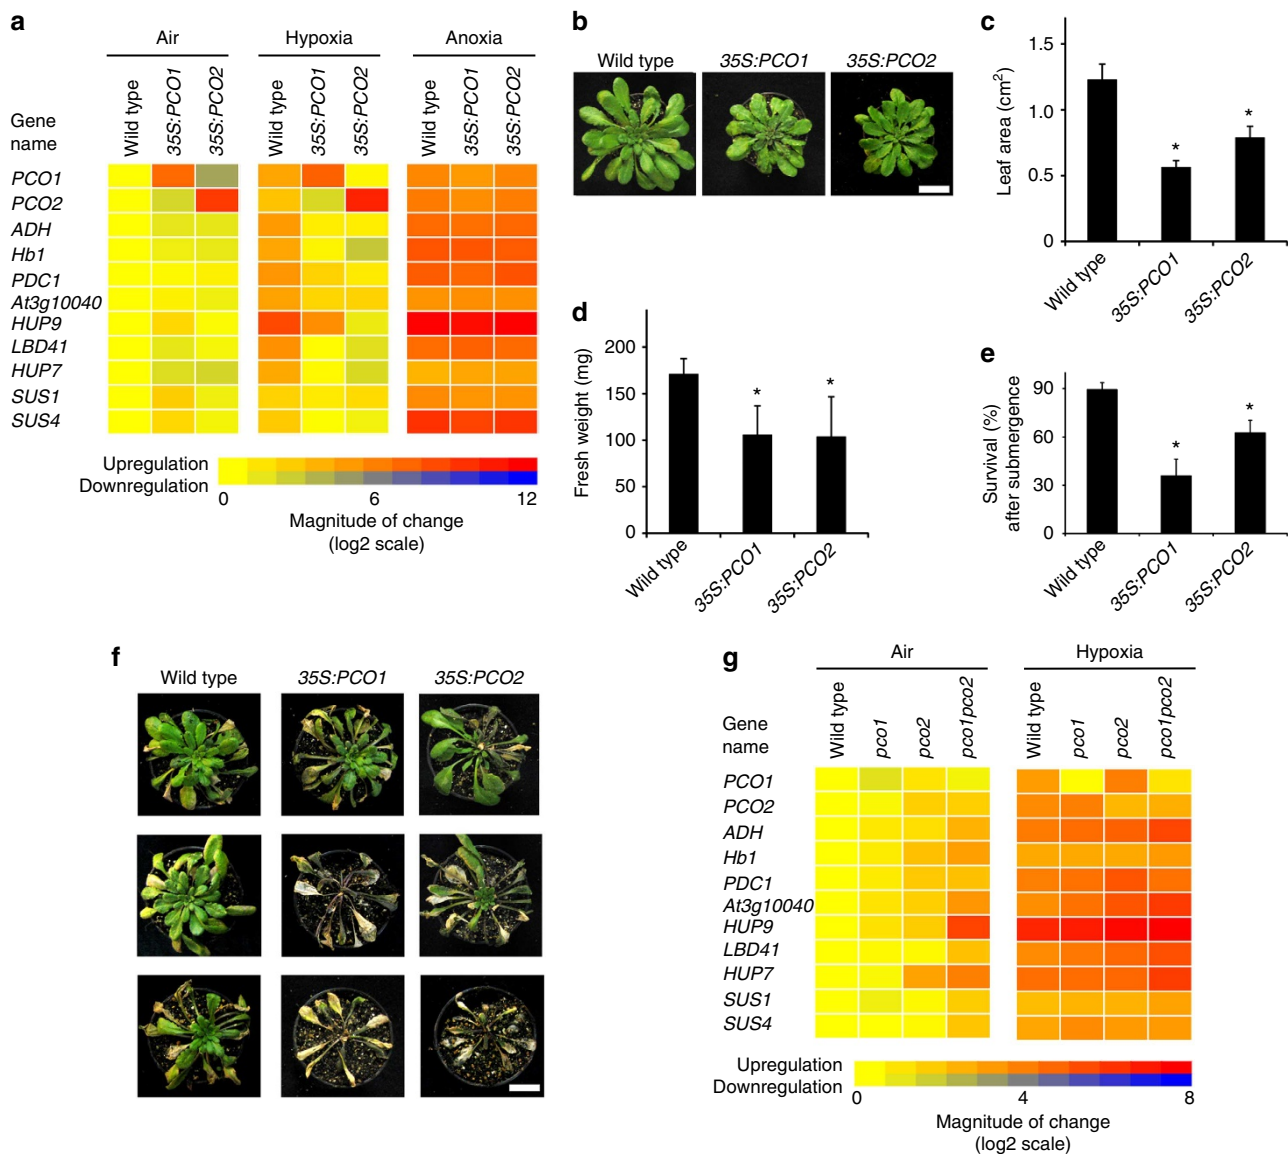 a
Air Hypoxia Anoxia
Gene name
Wild type 35S:PCO1 35S:PCO2 Wild type 35S:PCO1 35S:PCO2 Wild type 35S:PCO1 35S:PCO2
PCO1
PCO2
ADH
Hb1
PDC1
At3g10040
HUP9
LBD41
HUP7
SUS1
SUS4
Upregulation
Downregulation
0 6 12
Magnitude of change
(log2 scale)
b
Wild type 35S:PCO1 35S:PCO2
c
Leaf area (cm2)
1.5
1.0
0.5
0
* *
Wild type 35S:PCO1 35S:PCO2
d
Fresh weight (mg)
200
150
100
50
0
* *
Wild type 35S:PCO1 35S:PCO2
e
Survival (%)
after submergence
90
60
30
0
* *
Wild type 35S:PCO1 35S:PCO2
f
Wild type 35S:PCO1 35S:PCO2
g
Air Hypoxia
Gene
name
Wild type pco1 pco2 pco1pco2 Wild type pco1 pco2 pco1pco2
PCO1
PCO2
ADH
Hb1
PDC1
At3g10040
HUP9
LBD41
HUP7
SUS1
SUS4
Upregulation
Downregulation
0 4 8
Magnitude of change
(log2 scale)